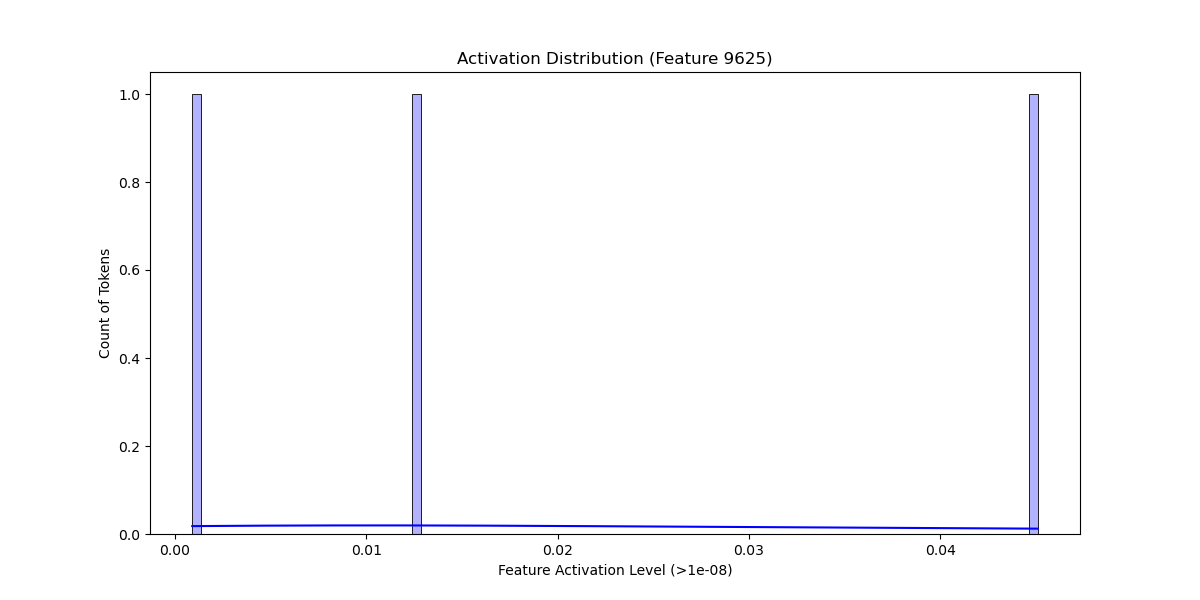 Activation Distribution (Feature 9625)
Count of Tokens
1.0
0.8
0.6
0.4
0.2
0.0
0.00 0.01 0.02 0.03 0.04
Feature Activation Level (>1e-08)